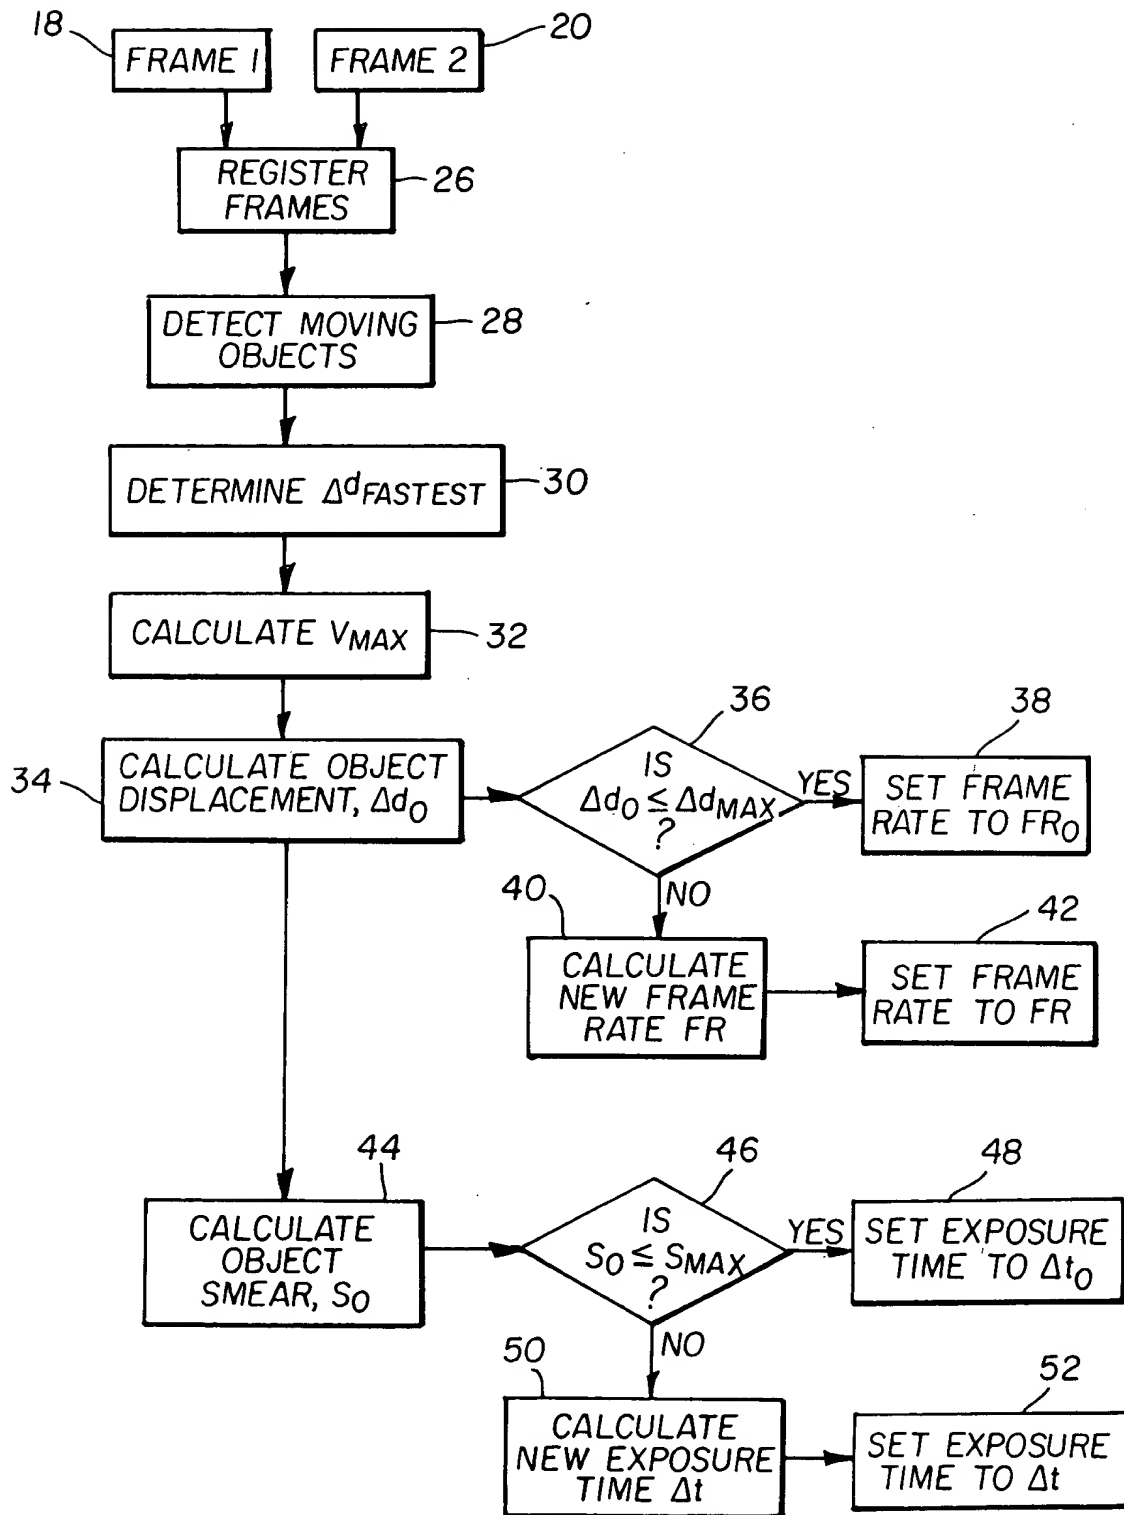 18
20
FRAME 1
FRAME 2
REGISTER
FRAMES
26
DETECT MOVING
OBJECTS
28
DETERMINE ΔdFASTEST
30
CALCULATE VMAX
32
34
CALCULATE OBJECT
DISPLACEMENT, Δd0
36
IS
Δd0 ≤ ΔdMAX
?
YES
38
SET FRAME
RATE TO FR0
NO
40
CALCULATE
NEW FRAME
RATE FR
42
SET FRAME
RATE TO FR
44
CALCULATE
OBJECT
SMEAR, S0
46
IS
S0 ≤ SMAX
?
YES
48
SET EXPOSURE
TIME TO Δt0
NO
50
CALCULATE
NEW EXPOSURE
TIME Δt
52
SET EXPOSURE
TIME TO Δt